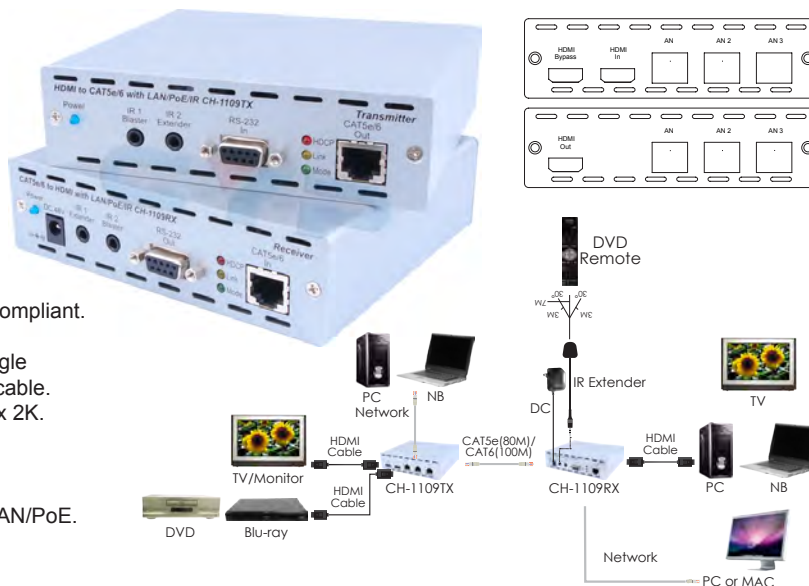 HDMI to CAT5e/6 with LAN/PoE/IR CH-1109TX
Transmitter
Power
IR 1
Blaster
IR 2
Extender
RS-232
In
HDCP
Link
Mode
CAT5e/6
Out
CAT5e/6 to HDMI with LAN/PoE/IR CH-1109RX
Receiver
Power
DC 48V
IR 1
Extender
IR 2
Blaster
RS-232
Out
HDCP
Link
Mode
CAT5e/6
In
HDMI
Bypass
HDMI
In
AN
AN 2
AN 3
HDMI
Out
AN
AN 2
AN 3
ompliant.
gle
cable.
x 2K.
AN/PoE.
DVD
Remote
30°
30°
7M
3M
3M
IR Extender
DC
PC
NB
Network
TV
HDMI
Cable
TV/Monitor
HDMI
Cable
DVD
Blu-ray
CH-1109TX
CAT5e(80M)/
CAT6(100M)
CH-1109RX
HDMI
Cable
PC
NB
Network
PC or MAC